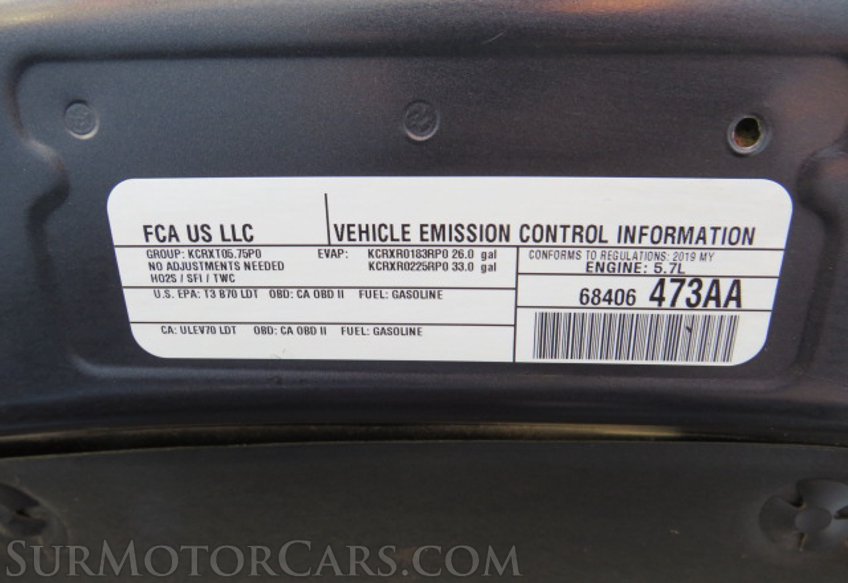 FCA US LLC
VEHICLE EMISSION CONTROL INFORMATION
GROUP: KCRXT05.75P0 EVAP: KCRXR0183RP0 26.0 gal
NO ADJUSTMENTS NEEDED KCRXR0225RP0 33.0 gal
HO2S / SFI / TWC
CONFORMS TO REGULATIONS: 2019 MY
ENGINE: 5.7L
U.S. EPA: T3 B70 LDT OBD: CA OBD II FUEL: GASOLINE
68406 473AA
CA: ULEV70 LDT OBD: CA OBD II FUEL: GASOLINE
SURMOTORCARS.COM